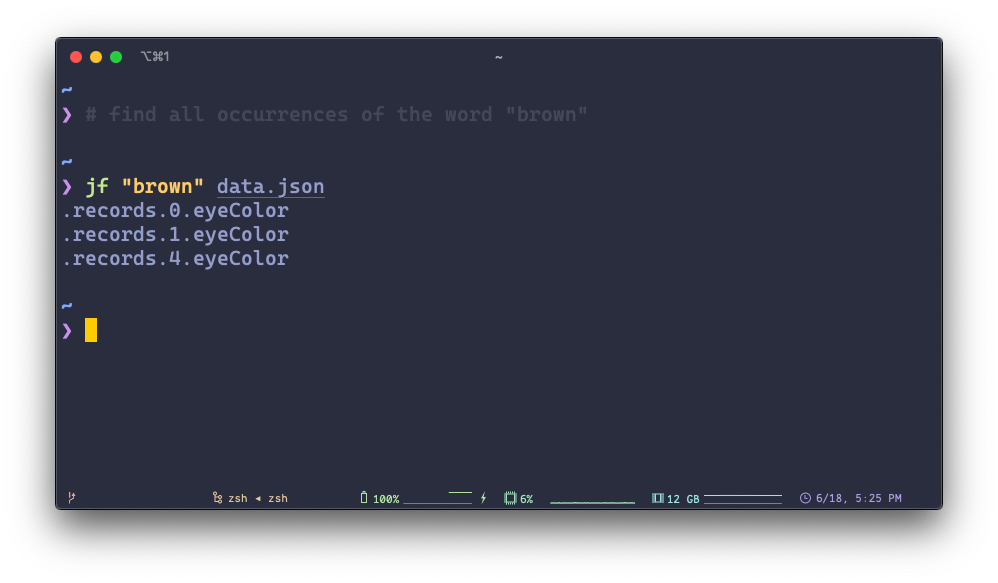 ⌥⌘1 ~
~
❯ # find all occurrences of the word "brown"
~
❯ jf "brown" data.json
.records.0.eyeColor
.records.1.eyeColor
.records.4.eyeColor
~
❯
zsh ◂ zsh 100% 6% 12 GB 6/18, 5:25 PM